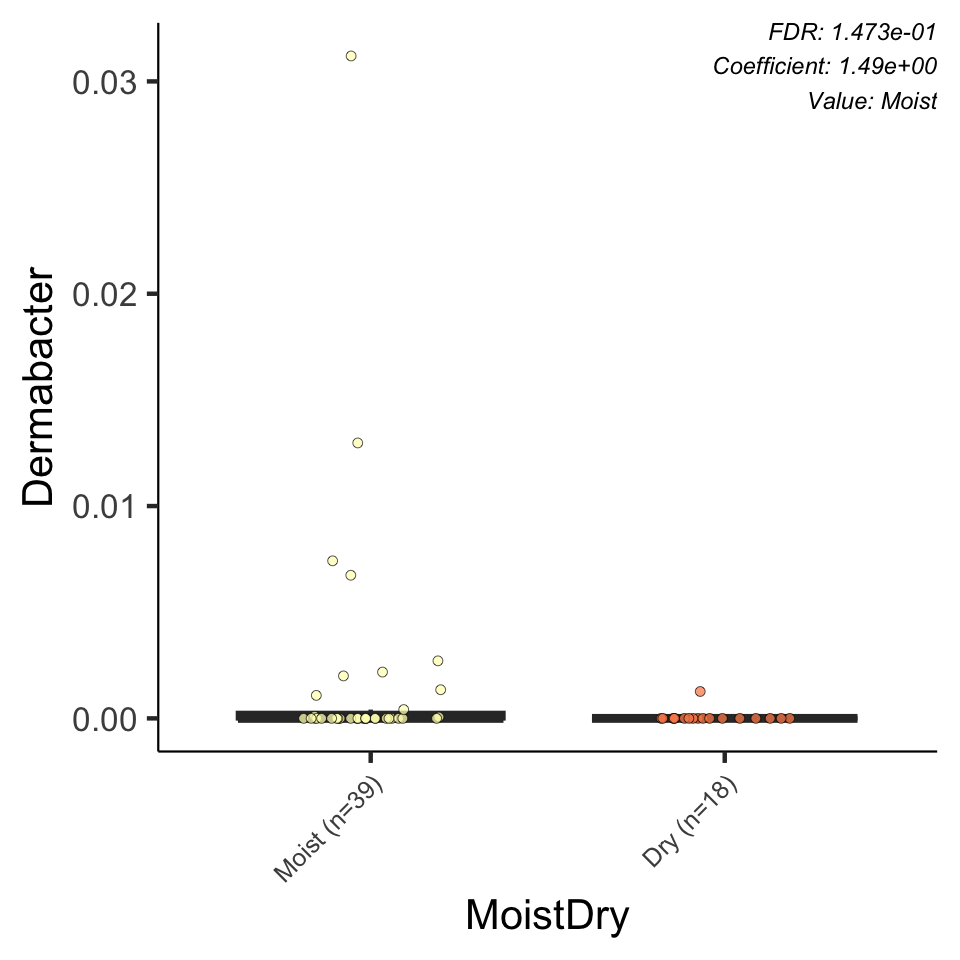 FDR: 1.473e-01
Coefficient: 1.49e+00
Value: Moist
0.03
0.02
0.01
0.00
Dermabacter
Moist (n=39)
Dry (n=18)
MoistDry